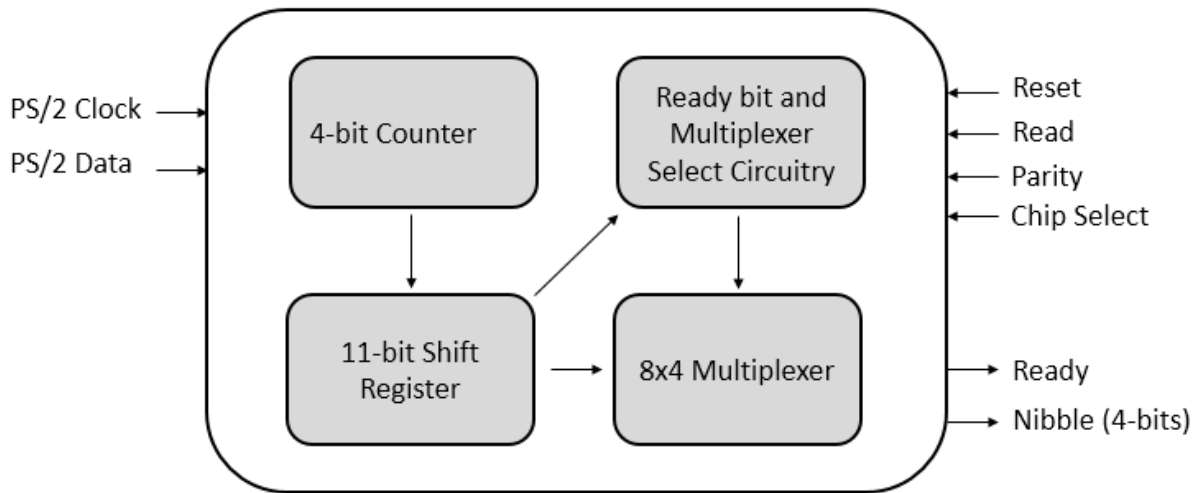 PS/2 Clock
PS/2 Data
4-bit Counter
Ready bit and
Multiplexer
Select Circuitry
11-bit Shift
Register
8x4 Multiplexer
Reset
Read
Parity
Chip Select
Ready
Nibble (4-bits)